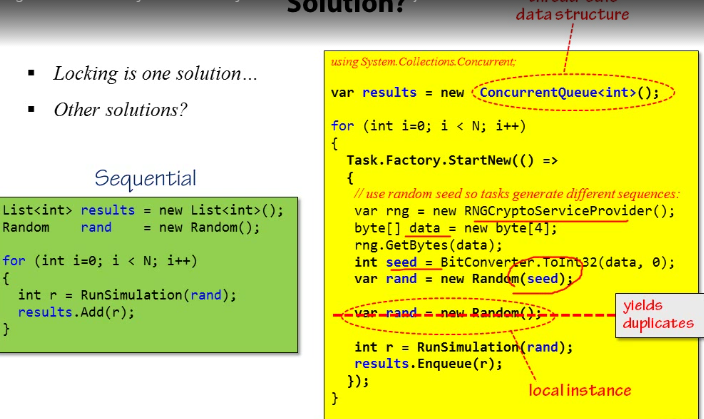 Solution?
data structure
▪ Locking is one solution…
▪ Other solutions?
Sequential
List<int> results = new List<int>();
Random rand = new Random();
for (int i=0; i < N; i++)
{
int r = RunSimulation(rand);
results.Add(r);
}
using System.Collections.Concurrent;
var results = new ConcurrentQueue<int>();
for (int i=0; i < N; i++)
{
Task.Factory.StartNew(() =>
{
// use random seed so tasks generate different sequences:
var rng = new RNGCryptoServiceProvider();
byte[] data = new byte[4];
rng.GetBytes(data);
int seed = BitConverter.ToInt32(data, 0);
var rand = new Random(seed);
var rand = new Random();
yields
duplicates
int r = RunSimulation(rand);
results.Enqueue(r);
});
local instance
}